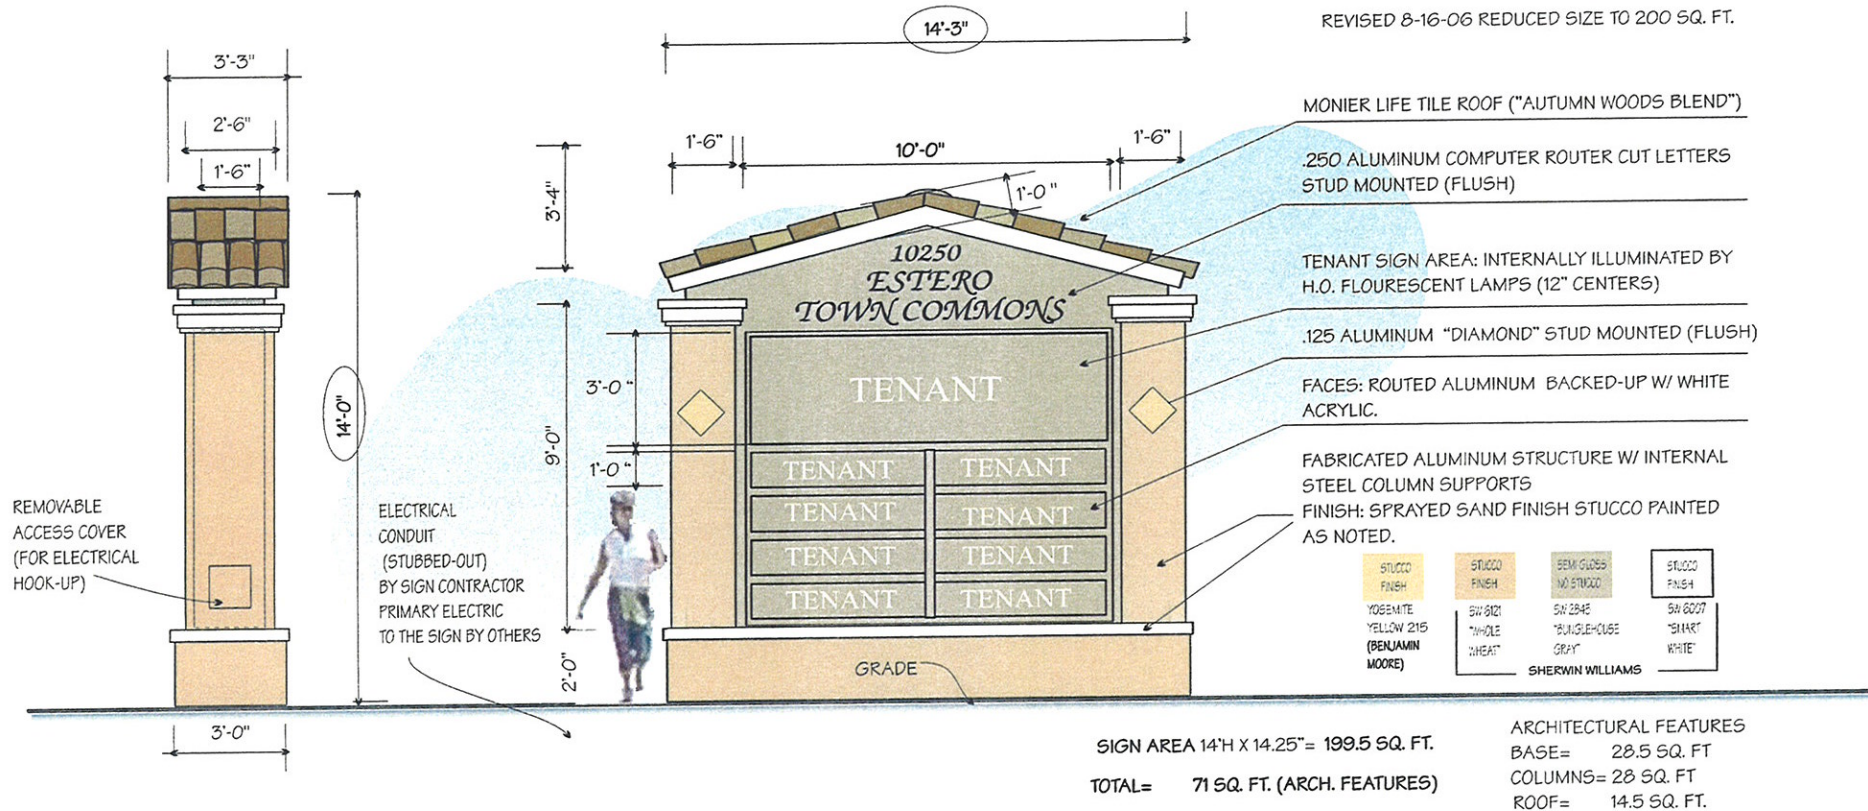 REVISED 8-16-06 REDUCED SIZE TO 200 SQ. FT.
14'-3"
3'-3"
2'-6"
1'-6"
14'-0"
3'-4"
1'-6"
10'-0"
1'-6"
1'-0"
9'-0"
3'-0"
1'-0"
2'-0"
3'-0"
10250
ESTERO
TOWN COMMONS
TENANT
TENANT TENANT
TENANT TENANT
TENANT TENANT
TENANT TENANT
GRADE
REMOVABLE
ACCESS COVER
(FOR ELECTRICAL
HOOK-UP)
ELECTRICAL
CONDUIT
(STUBBED-OUT)
BY SIGN CONTRACTOR
PRIMARY ELECTRIC
TO THE SIGN BY OTHERS
MONIER LIFE TILE ROOF ("AUTUMN WOODS BLEND")
.250 ALUMINUM COMPUTER ROUTER CUT LETTERS
STUD MOUNTED (FLUSH)
TENANT SIGN AREA: INTERNALLY ILLUMINATED BY
H.O. FLOURESCENT LAMPS (12" CENTERS)
.125 ALUMINUM "DIAMOND" STUD MOUNTED (FLUSH)
FACES: ROUTED ALUMINUM BACKED-UP W/ WHITE
ACRYLIC.
FABRICATED ALUMINUM STRUCTURE W/ INTERNAL
STEEL COLUMN SUPPORTS
FINISH: SPRAYED SAND FINISH STUCCO PAINTED
AS NOTED.
STUCCO
FINISH
YOSEMITE
YELLOW 215
(BENJAMIN
MOORE)
STUCCO
FINISH
SW 6121
"WHOLE
WHEAT"
SEMI GLOSS
NO STUCCO
SW 2845
"BUNGLEHOUSE
GRAY"
STUCCO
FINISH
SW 6007
"SMART
WHITE"
SHERWIN WILLIAMS
SIGN AREA 14'H X 14.25"= 199.5 SQ. FT.
TOTAL= 71 SQ. FT. (ARCH. FEATURES)
ARCHITECTURAL FEATURES
BASE= 28.5 SQ. FT
COLUMNS= 28 SQ. FT
ROOF= 14.5 SQ. FT.